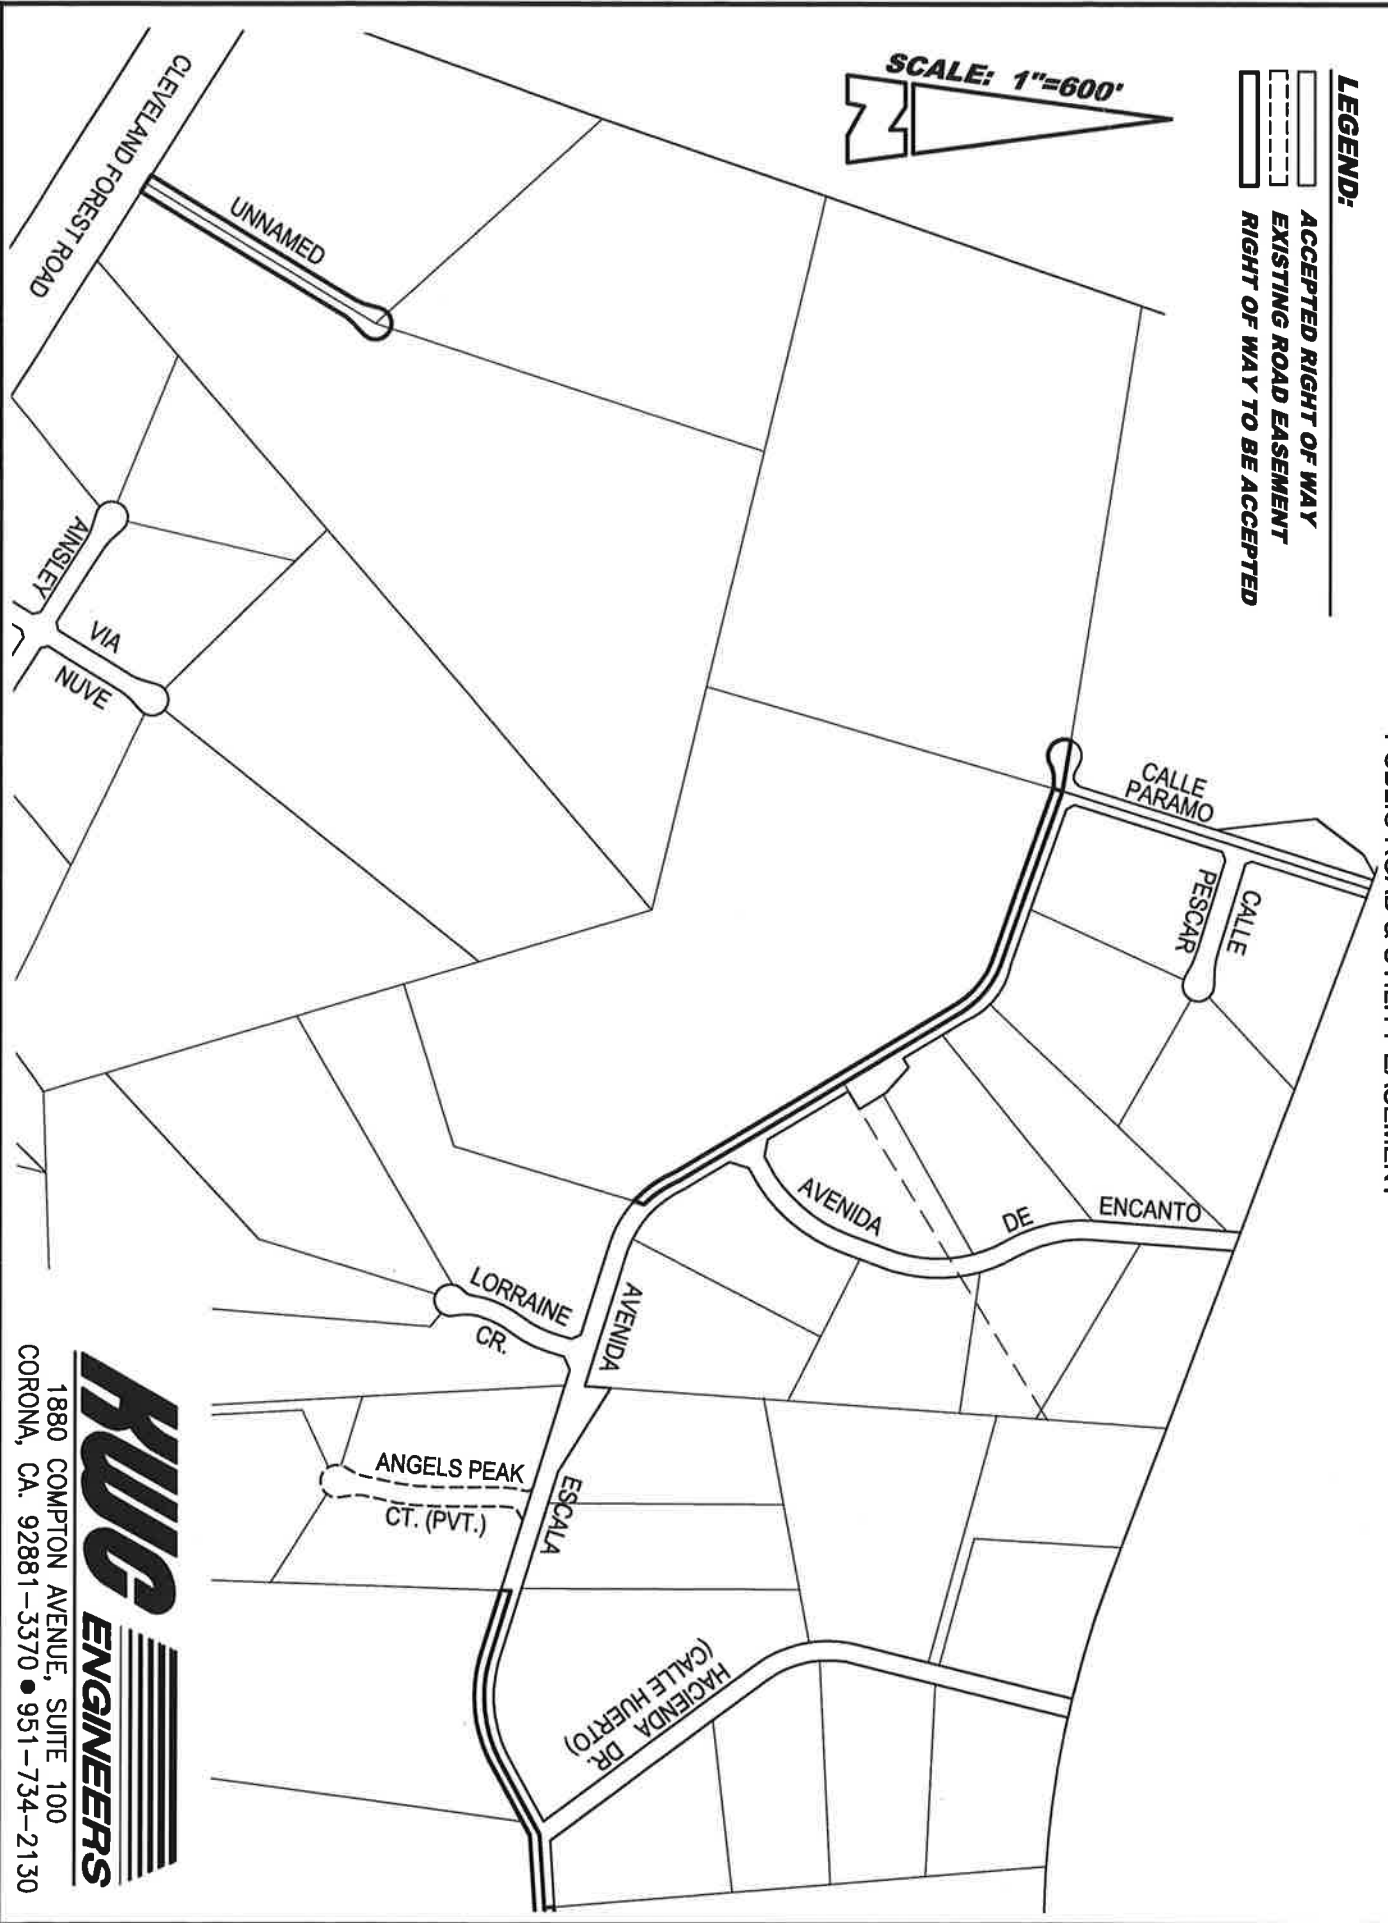 LEGEND:
ACCEPTED RIGHT OF WAY
EXISTING ROAD EASEMENT
RIGHT OF WAY TO BE ACCEPTED
SCALE: 1"=600'
N
CLEVELAND FOREST ROAD
UNNAMED
AINSLEY
VIA
NUVE
CALLE
PARAMO
CALLE
PESCAR
AVENIDA
DE
ENCANTO
AVENIDA
ESCALA
LORRAINE
CR.
ANGELS PEAK
CT. (PVT.)
HACIENDA DR.
(CALLE HUERTO)
KWC ENGINEERS
1880 COMPTON AVENUE, SUITE 100
CORONA, CA. 92881-3370 • 951-734-2130